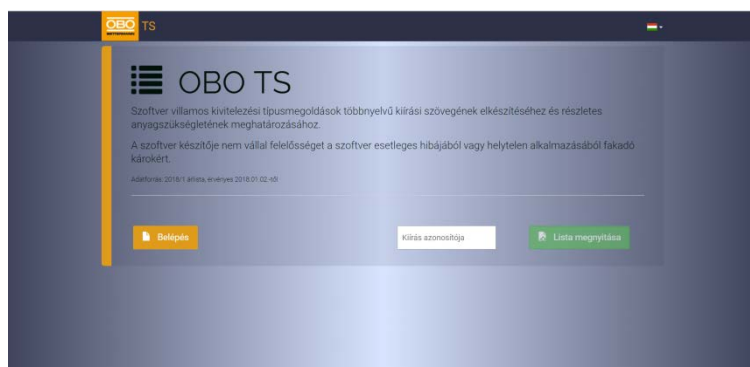 OBO TS
BETTERMANN
OBO TS
Szoftver villamos kivitelezési típusmegoldások többnyelvű kiírási szövegének elkészítéséhez és részletes
anyagszükségletének meghatározásához.
A szoftver készítője nem vállal felelősséget a szoftver esetleges hibájából vagy helytelen alkalmazásából fakadó
károkért.
Adatforrás: 2018/1 árlista, érvényes 2018.01.02.-től
Belépés
Kiírás azonosítója
Lista megnyitása